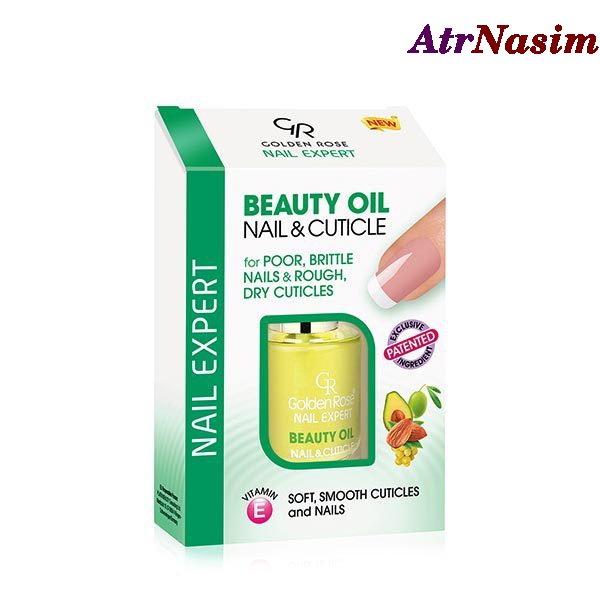 AtrNasim
GR
GOLDEN ROSE
NAIL EXPERT
NEW
BEAUTY OIL
NAIL & CUTICLE
for POOR, BRITTLE
NAILS & ROUGH,
DRY CUTICLES
EXCLUSIVE
PATENTED
INGREDIENT
NAIL EXPERT
GR
Golden Rose®
NAIL EXPERT
BEAUTY OIL
NAIL & CUTICLE
VITAMIN
E
SOFT, SMOOTH CUTICLES
and NAILS